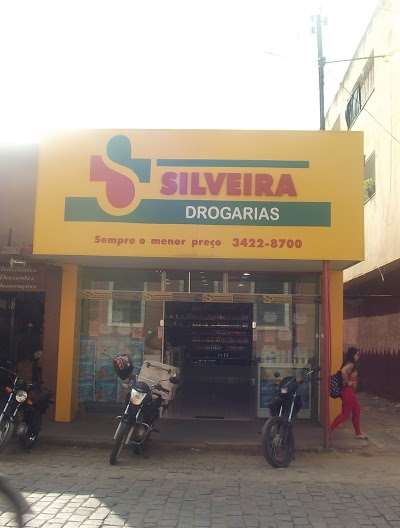 SILVEIRA
DROGARIAS
Sempre o menor preço 3422-8700